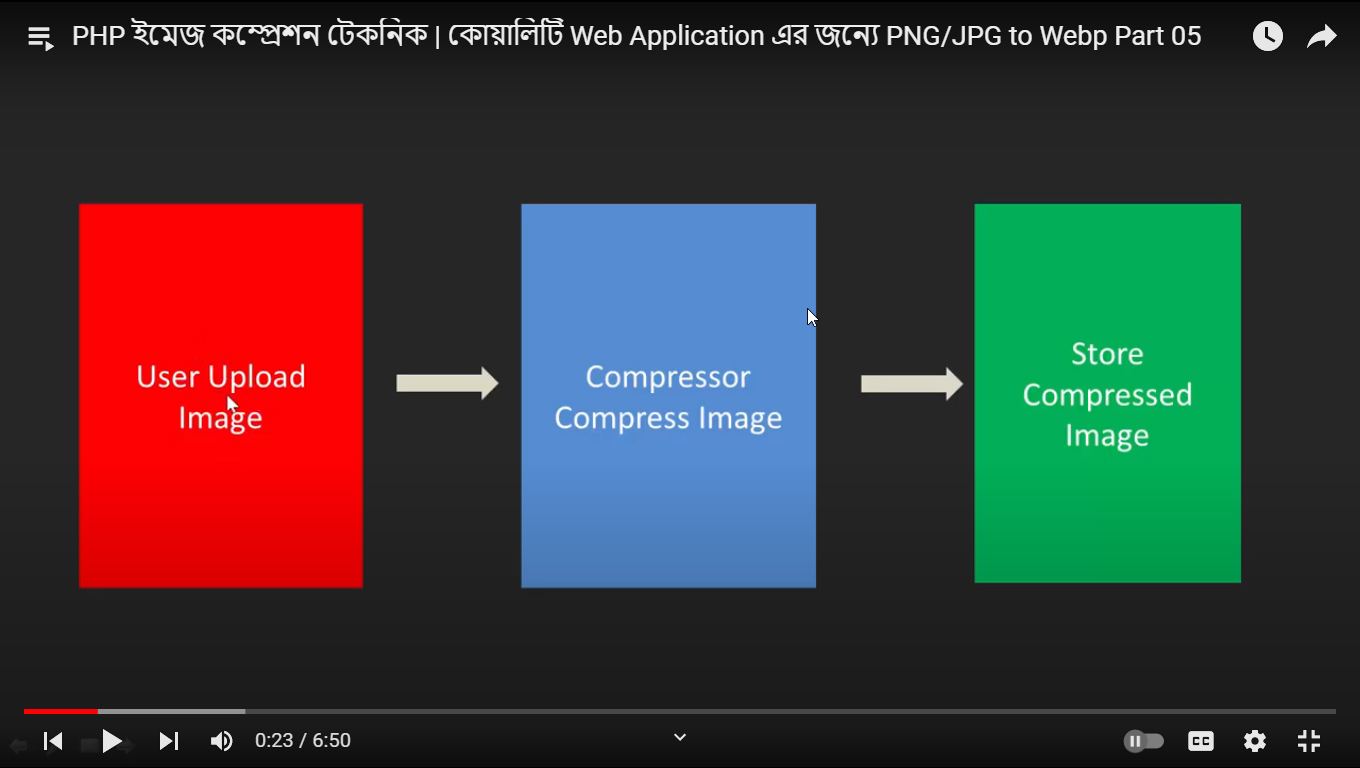 PHP ইমেজ কম্প্রেশন টেকনিক | কোয়ালিটি Web Application এর জন্যে PNG/JPG to Webp Part 05
User Upload
Image
Compressor
Compress Image
Store
Compressed
Image
0:23 / 6:50
CC